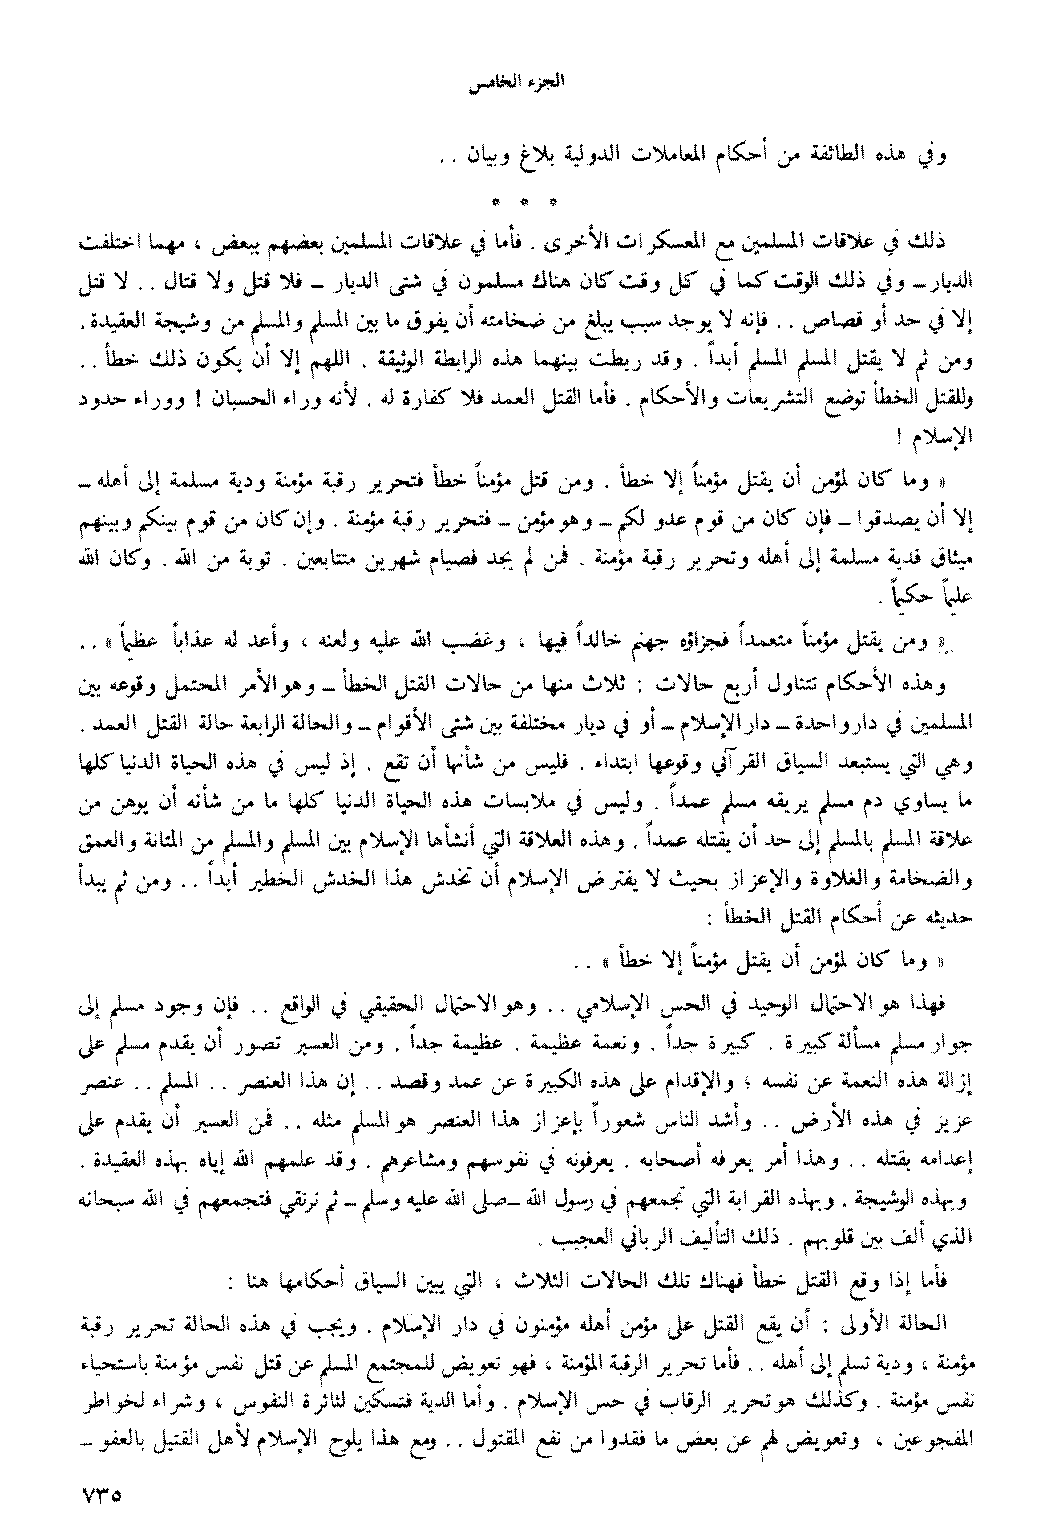 الجزء الخامس
وفي هذه الطائفة من أحكام المعاملات الدولية بلاغ وبيان . .
* * *
ذلك في علاقات المسلمين مع المعسكرات الأخرى . فأما في علاقات المسلمين بعضهم ببعض ، مهما اختلفت
الديار – وفي ذلك الوقت كما في كل وقت كان هناك مسلمون في شتى الديار – فلا قتل ولا قتال . . لا قتل
إلا في حد أو قصاص . . فإنه لا يوجد سبب يبلغ من ضخامته أن يفوق ما بين المسلم والمسلم من وشيجة العقيدة .
ومن ثم لا يقتل المسلم المسلم أبداً . وقد ربطت بينهما هذه الرابطة الوثيقة . اللهم إلا أن يكون ذلك خطأ . .
وللقتل الخطأ توضع التشريعات والأحكام . فأما القتل العمد فلا كفارة له . لأنه وراء الحسبان ! ووراء حدود
الإسلام !
« وما كان لمؤمن أن يقتل مؤمناً إلا خطأ . ومن قتل مؤمناً خطأ فتحرير رقبة مؤمنة ودية مسلمة إلى أهله –
إلا أن يصدقوا – فإن كان من قوم عدو لكم – وهو مؤمن – فتحرير رقبة مؤمنة . وإن كان من قوم بينكم وبينهم
ميثاق فدية مسلمة إلى أهله وتحرير رقبة مؤمنة . فمن لم يجد فصيام شهرين متتابعين . توبة من الله . وكان الله
عليماً حكيماً .
« ومن يقتل مؤمناً متعمداً فجزاؤه جهنم خالداً فيها ، وغضب الله عليه ولعنه ، وأعد له عذاباً عظيماً » . .
وهذه الأحكام تتناول أربع حالات : ثلاث منها من حالات القتل الخطأ – وهو الأمر المحتمل وقوعه بين
المسلمين في دار واحدة – دار الإسلام – أو في ديار مختلفة بين شتى الأقوام – والحالة الرابعة حالة القتل العمد .
وهي التي يستبعد السياق القرآني وقوعها ابتداء . فليس من شأنها أن تقع . إذ ليس في هذه الحياة الدنيا كلها
ما يساوي دم مسلم يريقه مسلم عمداً . وليس في ملابسات هذه الحياة الدنيا كلها ما من شأنه أن يوهن من
علاقة المسلم بالمسلم إلى حد أن يقتله عمداً . وهذه العلاقة التي أنشأها الإسلام بين المسلم والمسلم من المتانة والعمق
والضخامة والغلاوة والإعزاز بحيث لا يفترض الإسلام أن تخدش هذا الخدش الخطير أبداً . . ومن ثم يبدأ
حديثه عن أحكام القتل الخطأ :
« وما كان لمؤمن أن يقتل مؤمناً إلا خطأ » . .
فهذا هو الاحتمال الوحيد في الحس الإسلامي . . وهو الاحتمال الحقيقي في الواقع . . فإن وجود مسلم إلى
جوار مسلم مسألة كبيرة . كبيرة جداً . ونعمة عظيمة . عظيمة جداً . ومن العسير تصور أن يقدم مسلم على
إزالة هذه النعمة عن نفسه ؛ والإقدام على هذه الكبيرة عن عمد وقصد . . إن هذا العنصر . . المسلم . . عنصر
عزيز في هذه الأرض . . وأشد الناس شعوراً بإعزاز هذا العنصر هو المسلم مثله . . فمن العسير أن يقدم على
إعدامه بقتله . . وهذا أمر يعرفه أصحابه . يعرفونه في نفوسهم ومشاعرهم . وقد علمهم الله إياه بهذه العقيدة .
وبهذه الوشيجة . وبهذه القرابة التي تجمعهم في رسول الله – صلى الله عليه وسلم – ثم ترتقي فتجمعهم في الله سبحانه
الذي ألف بين قلوبهم . ذلك التأليف الرباني العجيب .
فأما إذا وقع القتل خطأ فهناك تلك الحالات الثلاث ، التي يبين السياق أحكامها هنا :
الحالة الأولى : أن يقع القتل على مؤمن أهله مؤمنون في دار الإسلام . ويجب في هذه الحالة تحرير رقبة
مؤمنة ، ودية تسلم إلى أهله . . فأما تحرير الرقبة المؤمنة ، فهو تعويض للمجتمع المسلم عن قتل نفس مؤمنة باستحياء
نفس مؤمنة . وكذلك هو تحرير الرقاب في حس الإسلام . وأما الدية فتسكين لثائرة النفوس ، وشراء لخواطر
المفجوعين ، وتعويض لهم عن بعض ما فقدوا من نفع المقتول . . ومع هذا يلوح الإسلام لأهل القتيل بالعفو –
٧٣٥